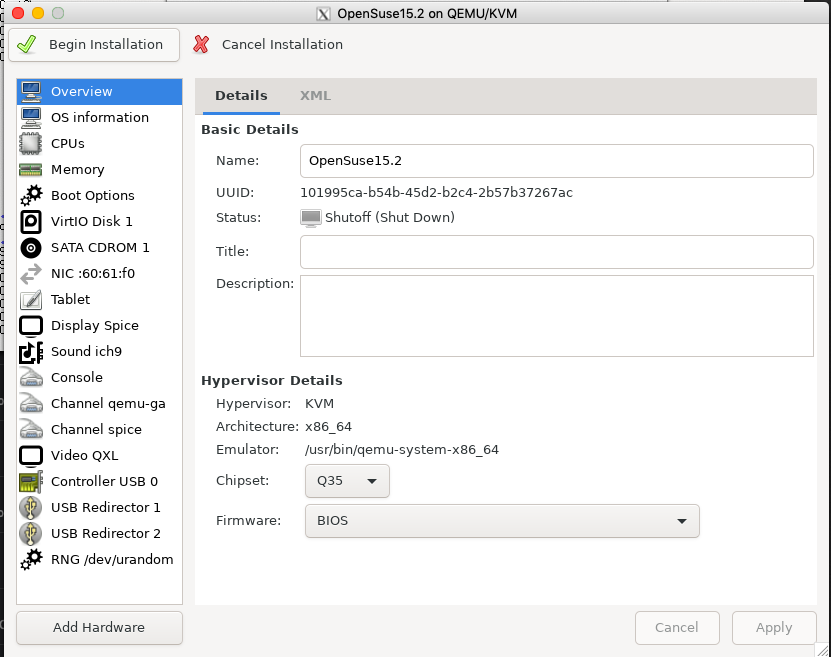 OpenSuse15.2 on QEMU/KVM
Begin Installation
Cancel Installation
Overview
OS information
CPUs
Memory
Boot Options
VirtIO Disk 1
SATA CDROM 1
NIC :60:61:f0
Tablet
Display Spice
Sound ich9
Console
Channel qemu-ga
Channel spice
Video QXL
Controller USB 0
USB Redirector 1
USB Redirector 2
RNG /dev/urandom
Add Hardware
Details XML
Basic Details
Name: OpenSuse15.2
UUID: 101995ca-b54b-45d2-b2c4-2b57b37267ac
Status: Shutoff (Shut Down)
Title:
Description:
Hypervisor Details
Hypervisor: KVM
Architecture: x86_64
Emulator: /usr/bin/qemu-system-x86_64
Chipset: Q35
Firmware: BIOS
Cancel Apply